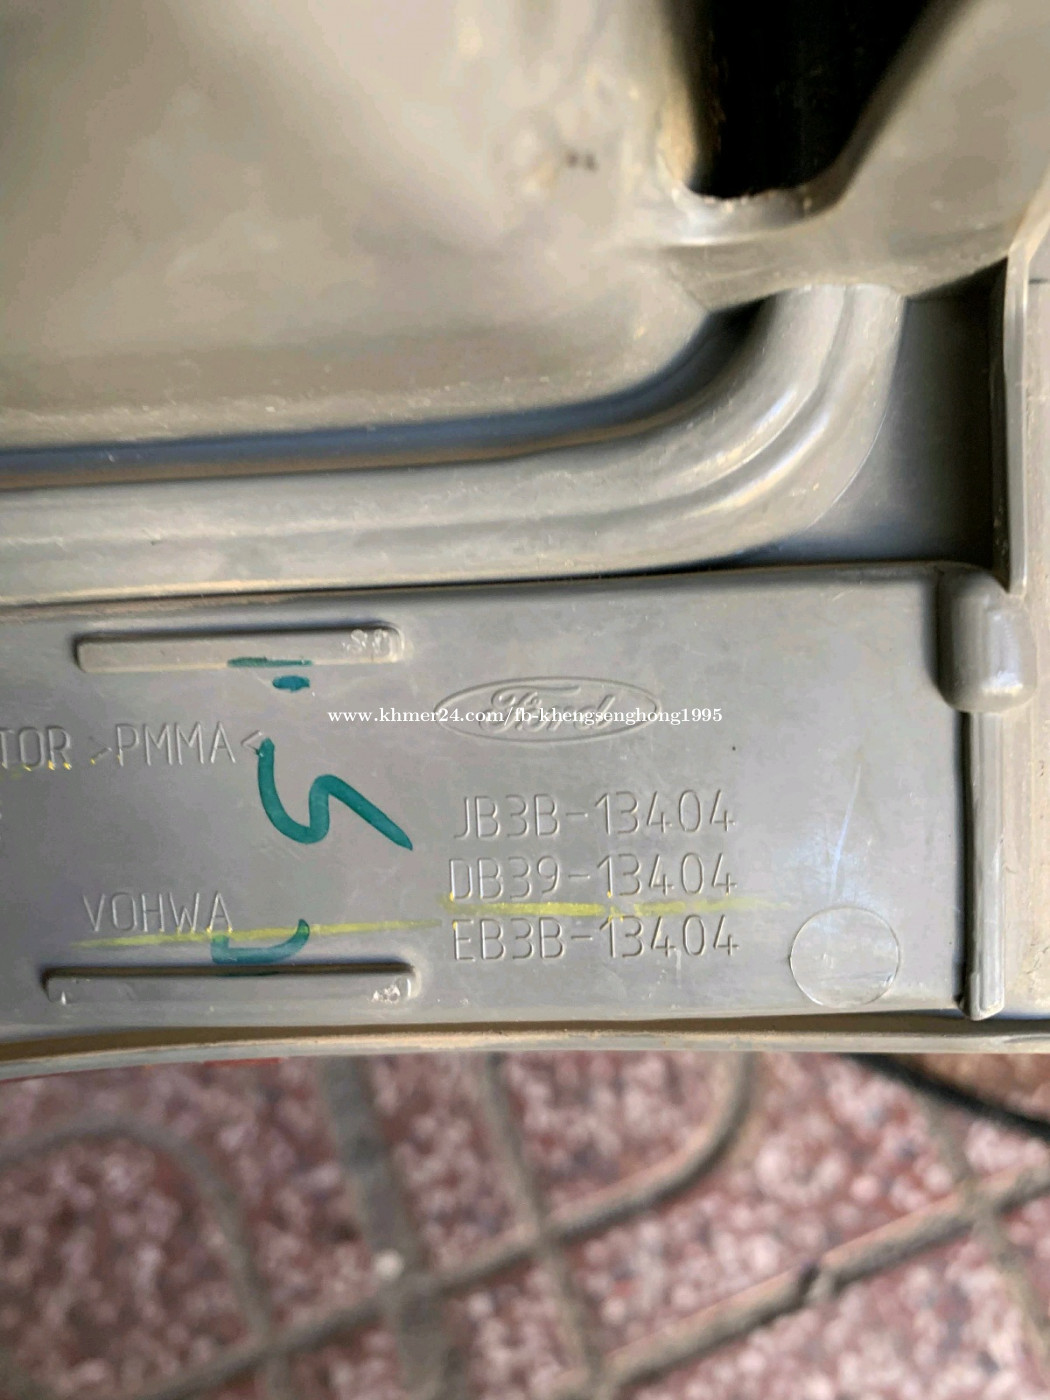 Ford
www.khmer24.com/fb-khengsenghong1995
TOR >PMMA<
JB3B-13404
DB39-13404
VOHWA
EB3B-13404